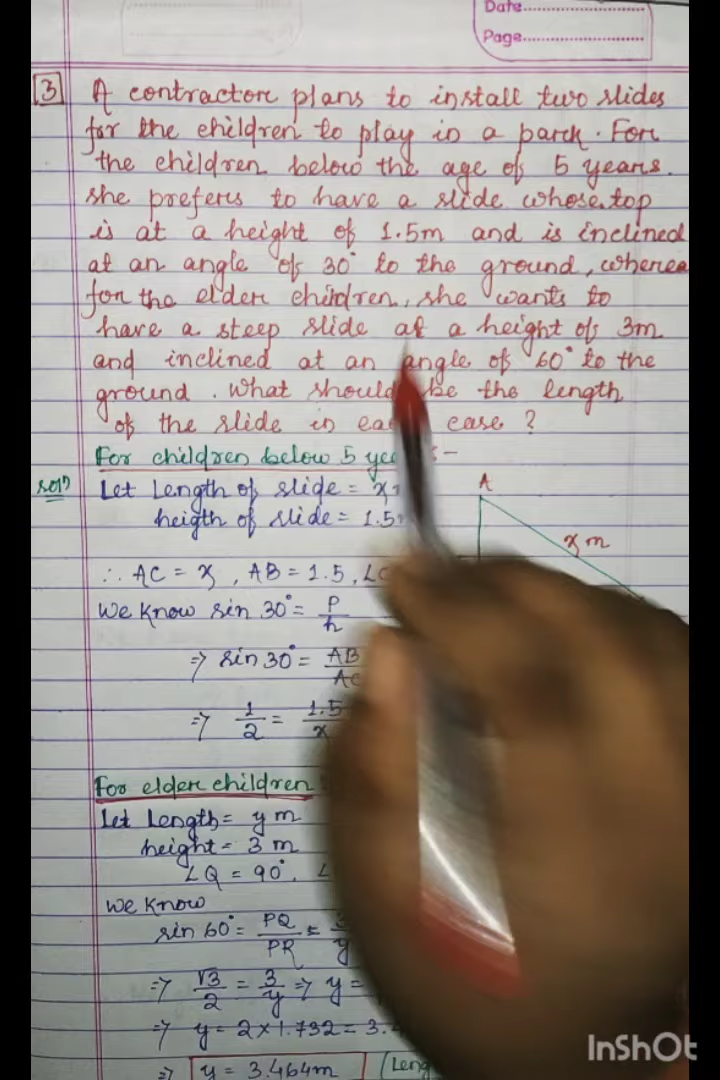 Date
Page
3 A contractor plans to install two slides
for the children to play in a park. For
the children below the age of 5 years.
she prefers to have a slide whose top
is at a height of 1.5m and is inclined
at an angle of 30° to the ground, wherea
for the elder children, she wants to
have a steep slide at a height of 3m
and inclined at an angle of 60° to the
ground. What should be the length
of the slide in each case ?
For children below 5 ye :-
Soln Let Length of slide = x
heigth of slide = 1.5
A
x m
∴ AC = x , AB = 1.5 , ∠C
We know sin 30° = P/h
⇒ sin 30° = AB/AC
⇒ 1/2 = 1.5/x
For elder children
Let Length = y m
height = 3 m
∠Q = 90°, ∠
We know
sin 60° = PQ/PR = 3/y
⇒ √3/2 = 3/y ⇒ y =
⇒ y = 2 × 1.732 = 3.
⇒ y = 3.464m (Leng
InShOt